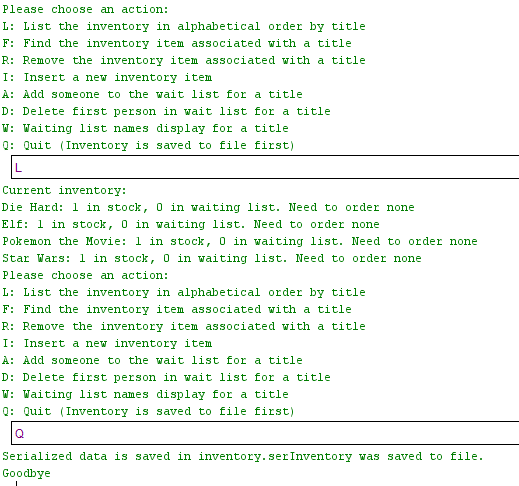 Please choose an action:
L: List the inventory in alphabetical order by title
F: Find the inventory item associated with a title
R: Remove the inventory item associated with a title
I: Insert a new inventory item
A: Add someone to the wait list for a title
D: Delete first person in wait list for a title
W: Waiting list names display for a title
Q: Quit (Inventory is saved to file first)
L
Current inventory:
Die Hard: 1 in stock, 0 in waiting list. Need to order none
Elf: 1 in stock, 0 in waiting list. Need to order none
Pokemon the Movie: 1 in stock, 0 in waiting list. Need to order none
Star Wars: 1 in stock, 0 in waiting list. Need to order none
Please choose an action:
L: List the inventory in alphabetical order by title
F: Find the inventory item associated with a title
R: Remove the inventory item associated with a title
I: Insert a new inventory item
A: Add someone to the wait list for a title
D: Delete first person in wait list for a title
W: Waiting list names display for a title
Q: Quit (Inventory is saved to file first)
Q
Serialized data is saved in inventory.serInventory was saved to file.
Goodbye